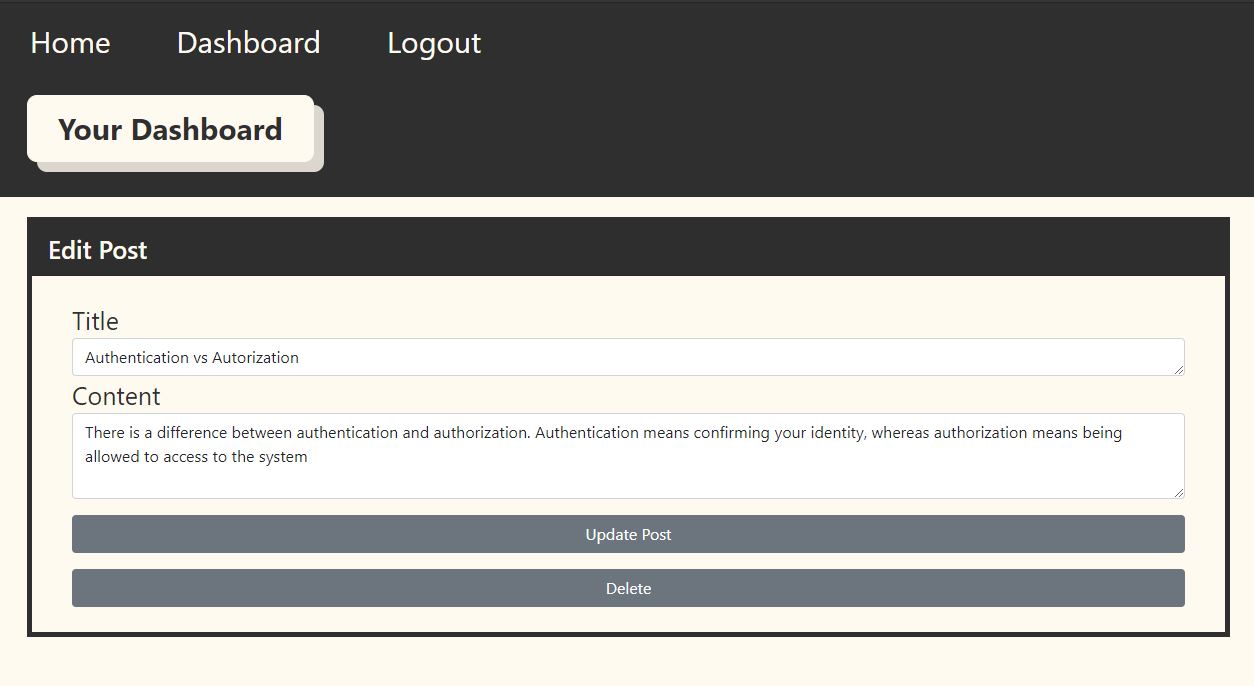 Home Dashboard Logout
Your Dashboard
Edit Post
Title
Authentication vs Autorization
Content
There is a difference between authentication and authorization. Authentication means confirming your identity, whereas authorization means being
allowed to access to the system
Update Post
Delete